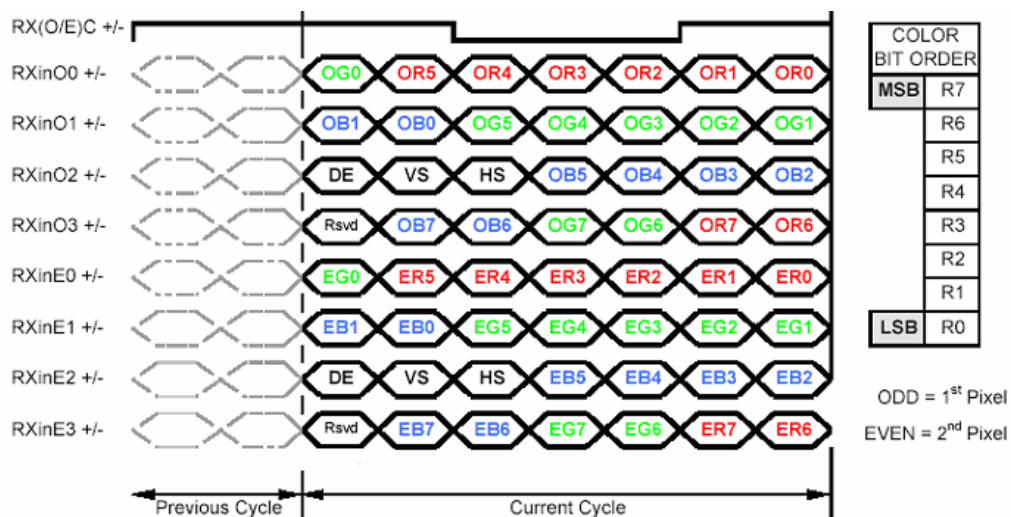 RX(O/E)C +/-
RXinO0 +/- OG0 OR5 OR4 OR3 OR2 OR1 OR0
RXinO1 +/- OB1 OB0 OG5 OG4 OG3 OG2 OG1
RXinO2 +/- DE VS HS OB5 OB4 OB3 OB2
RXinO3 +/- Rsvd OB7 OB6 OG7 OG6 OR7 OR6
RXinE0 +/- EG0 ER5 ER4 ER3 ER2 ER1 ER0
RXinE1 +/- EB1 EB0 EG5 EG4 EG3 EG2 EG1
RXinE2 +/- DE VS HS EB5 EB4 EB3 EB2
RXinE3 +/- Rsvd EB7 EB6 EG7 EG6 ER7 ER6
Previous Cycle Current Cycle
COLOR
BIT ORDER
MSB R7
R6
R5
R4
R3
R2
R1
LSB R0
ODD = 1st Pixel
EVEN = 2nd Pixel